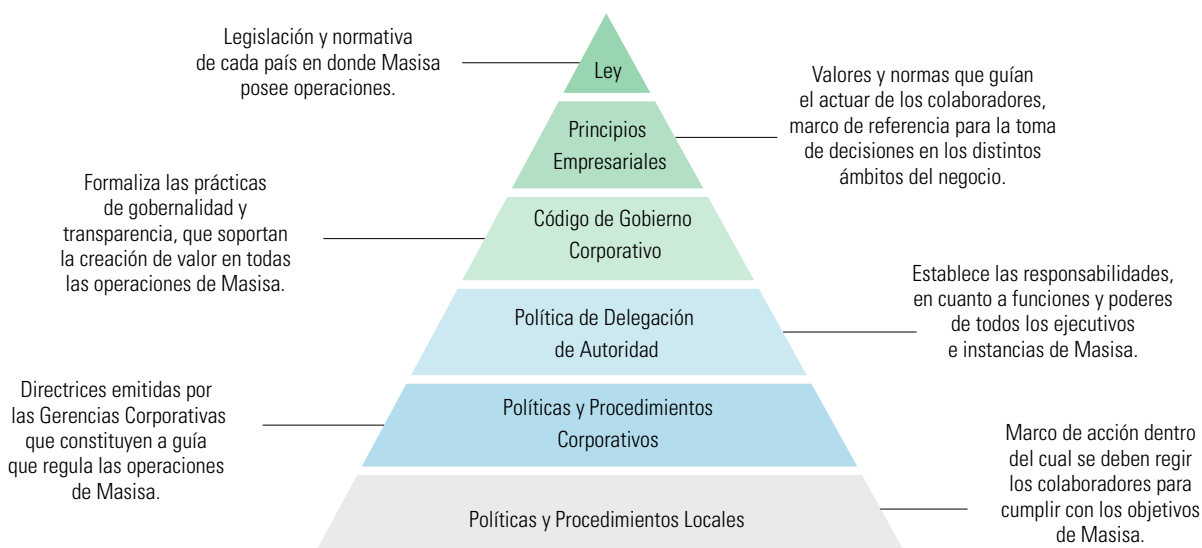 Legislación y normativa
de cada país en donde Masisa
posee operaciones.
Ley
Valores y normas que guían
el actuar de los colaboradores,
marco de referencia para la toma
de decisiones en los distintos
ámbitos del negocio.
Principios
Empresariales
Formaliza las prácticas
de gobernalidad y
transparencia, que soportan
la creación de valor en todas
las operaciones de Masisa.
Código de Gobierno
Corporativo
Establece las responsabilidades,
en cuanto a funciones y poderes
de todos los ejecutivos
e instancias de Masisa.
Política de Delegación
de Autoridad
Directrices emitidas por
las Gerencias Corporativas
que constituyen a guía
que regula las operaciones
de Masisa.
Políticas y Procedimientos
Corporativos
Marco de acción dentro
del cual se deben regir
los colaboradores para
cumplir con los objetivos
de Masisa.
Políticas y Procedimientos Locales